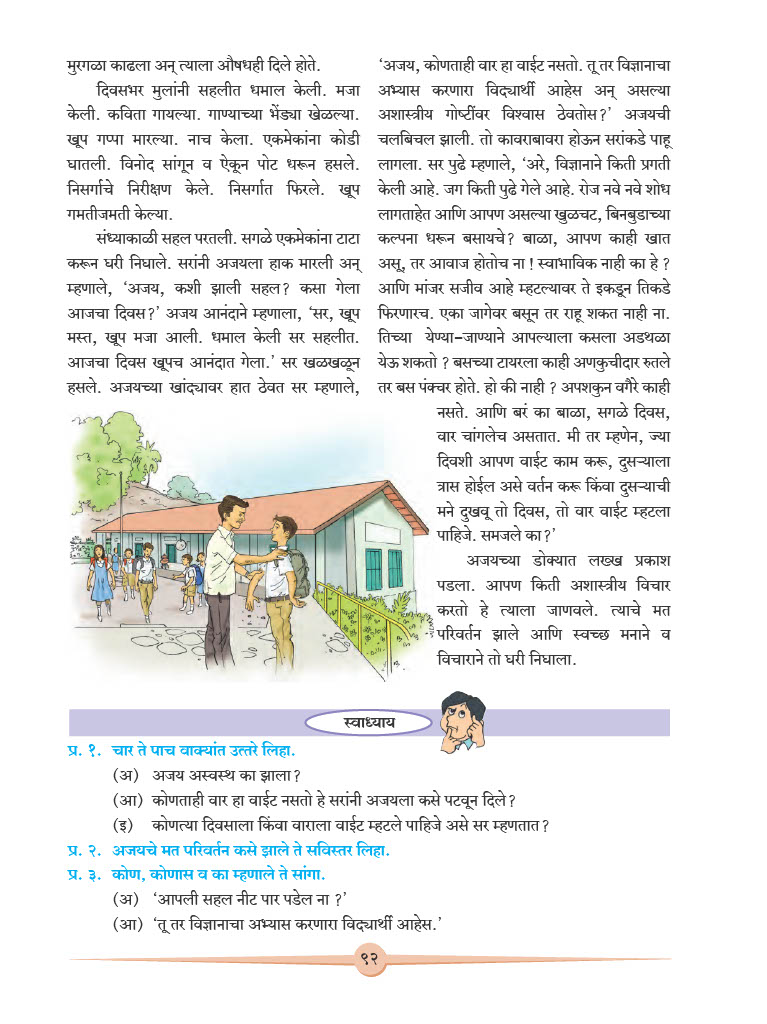 मुरगळा काढला अन् त्याला औषधही दिले होते.
दिवसभर मुलांनी सहलीत धमाल केली. मजा
केली. कविता गायल्या. गाण्याच्या भेंड्या खेळल्या.
खूप गप्पा मारल्या. नाच केला. एकमेकांना कोडी
घातली. विनोद सांगून व ऐकून पोट धरून हसले.
निसर्गाचे निरीक्षण केले. निसर्गात फिरले. खूप
गमतीजमती केल्या.
संध्याकाळी सहल परतली. सगळे एकमेकांना टाटा
करून घरी निघाले. सरांनी अजयला हाक मारली अन्
म्हणाले, ‘अजय, कशी झाली सहल? कसा गेला
आजचा दिवस?’ अजय आनंदाने म्हणाला, ‘सर, खूप
मस्त, खूप मजा आली. धमाल केली सर सहलीत.
आजचा दिवस खूपच आनंदात गेला.’ सर खळखळून
हसले. अजयच्या खांद्यावर हात ठेवत सर म्हणाले,
‘अजय, कोणताही वार हा वाईट नसतो. तू तर विज्ञानाचा
अभ्यास करणारा विद्यार्थी आहेस अन् असल्या
अशास्त्रीय गोष्टींवर विश्वास ठेवतोस?’ अजयची
चलबिचल झाली. तो कावराबावरा होऊन सरांकडे पाहू
लागला. सर पुढे म्हणाले, ‘अरे, विज्ञानाने किती प्रगती
केली आहे. जग किती पुढे गेले आहे. रोज नवे नवे शोध
लागताहेत आणि आपण असल्या खुळचट, बिनबुडाच्या
कल्पना धरून बसायचे? बाळा, आपण काही खात
असू, तर आवाज होतोच ना ! स्वाभाविक नाही का हे ?
आणि मांजर सजीव आहे म्हटल्यावर ते इकडून तिकडे
फिरणारच. एका जागेवर बसून तर राहू शकत नाही ना.
तिच्या येण्या-जाण्याने आपल्याला कसला अडथळा
येऊ शकतो ? बसच्या टायरला काही अणकुचीदार रुतले
तर बस पंक्चर होते. हो की नाही ? अपशकुन वगैरे काही
नसते. आणि बरं का बाळा, सगळे दिवस,
वार चांगलेच असतात. मी तर म्हणेन, ज्या
दिवशी आपण वाईट काम करू, दुसऱ्याला
त्रास होईल असे वर्तन करू किंवा दुसऱ्याची
मने दुखवू तो दिवस, तो वार वाईट म्हटला
पाहिजे. समजले का?’
अजयच्या डोक्यात लख्ख प्रकाश
पडला. आपण किती अशास्त्रीय विचार
करतो हे त्याला जाणवले. त्याचे मत
परिवर्तन झाले आणि स्वच्छ मनाने व
विचाराने तो घरी निघाला.
स्वाध्याय
प्र. १. चार ते पाच वाक्यांत उत्तरे लिहा.
(अ) अजय अस्वस्थ का झाला?
(आ) कोणताही वार हा वाईट नसतो हे सरांनी अजयला कसे पटवून दिले?
(इ) कोणत्या दिवसाला किंवा वाराला वाईट म्हटले पाहिजे असे सर म्हणतात?
प्र. २. अजयचे मत परिवर्तन कसे झाले ते सविस्तर लिहा.
प्र. ३. कोण, कोणास व का म्हणाले ते सांगा.
(अ) ‘आपली सहल नीट पार पडेल ना ?’
(आ) ‘तू तर विज्ञानाचा अभ्यास करणारा विद्यार्थी आहेस.’
९२